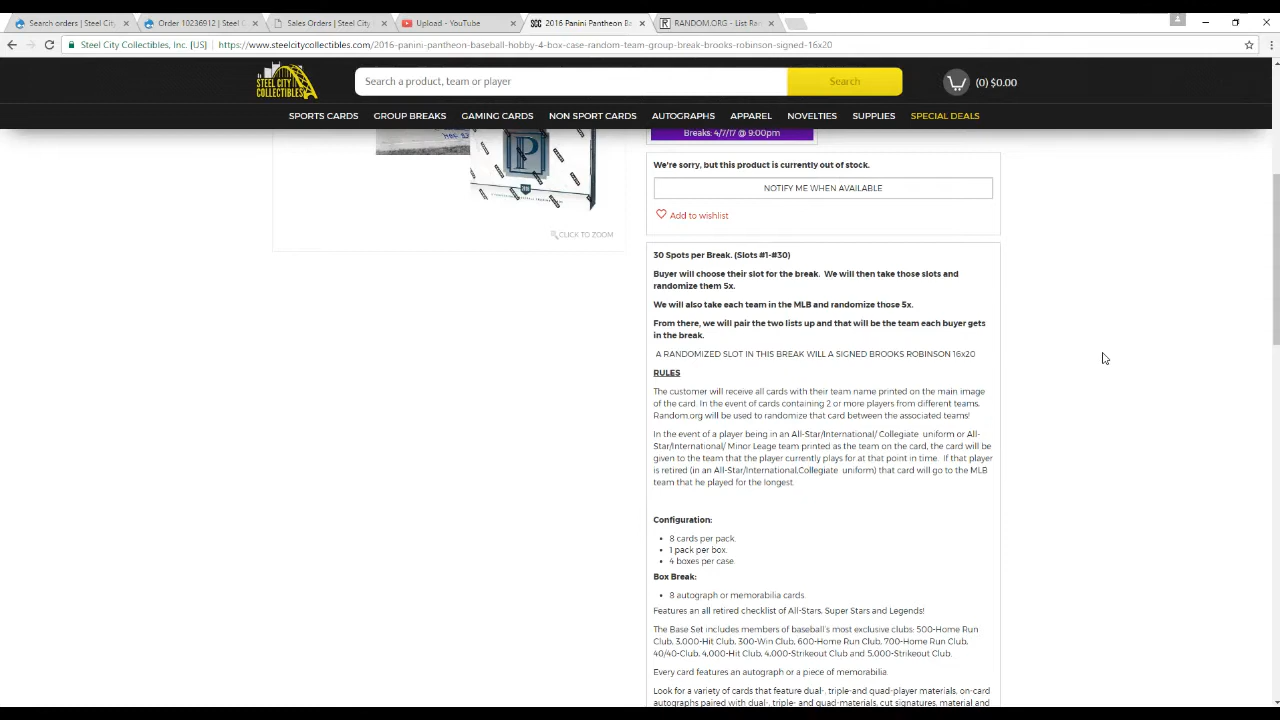 Search orders | Steel City
Order 10236912 | Steel C
Sales Orders | Steel City
Upload - YouTube
SCC 2016 Panini Pantheon Ba
RANDOM.ORG - List Ran
Steel City Collectibles, Inc. [US] https://www.steelcitycollectibles.com/2016-panini-pantheon-baseball-hobby-4-box-case-random-team-group-break-brooks-robinson-signed-16x20
STEEL CITY COLLECTIBLES
Search a product, team or player
Search
(0) $0.00
SPORTS CARDS GROUP BREAKS GAMING CARDS NON SPORT CARDS AUTOGRAPHS APPAREL NOVELTIES SUPPLIES SPECIAL DEALS
Breaks: 4/7/17 @ 9:00pm
We're sorry, but this product is currently out of stock.
NOTIFY ME WHEN AVAILABLE
Add to wishlist
CLICK TO ZOOM
30 Spots per Break. (Slots #1-#30)
Buyer will choose their slot for the break. We will then take those slots and
randomize them 5x.
We will also take each team in the MLB and randomize those 5x.
From there, we will pair the two lists up and that will be the team each buyer gets
in the break.
A RANDOMIZED SLOT IN THIS BREAK WILL A SIGNED BROOKS ROBINSON 16x20
RULES
The customer will receive all cards with their team name printed on the main image
of the card. In the event of cards containing 2 or more players from different teams,
Random.org will be used to randomize that card between the associated teams!
In the event of a player being in an All-Star/International/ Collegiate uniform or All-
Star/International/ Minor Leage team printed as the team on the card, the card will be
given to the team that the player currently plays for at that point in time. If that player
is retired (in an All-Star/International,Collegiate uniform) that card will go to the MLB
team that he played for the longest.
Configuration:
8 cards per pack.
1 pack per box.
4 boxes per case.
Box Break:
8 autograph or memorabilia cards.
Features an all retired checklist of All-Stars, Super Stars and Legends!
The Base Set includes members of baseball's most exclusive clubs: 500-Home Run
Club, 3,000-Hit Club, 300-Win Club, 600-Home Run Club, 700-Home Run Club,
40/40-Club, 4,000-Hit Club, 4,000-Strikeout Club and 5,000-Strikeout Club.
Every card features an autograph or a piece of memorabilia.
Look for a variety of cards that feature dual-, triple-and quad-player materials, on-card
autographs paired with dual-, triple- and quad-materials, cut signatures, material and